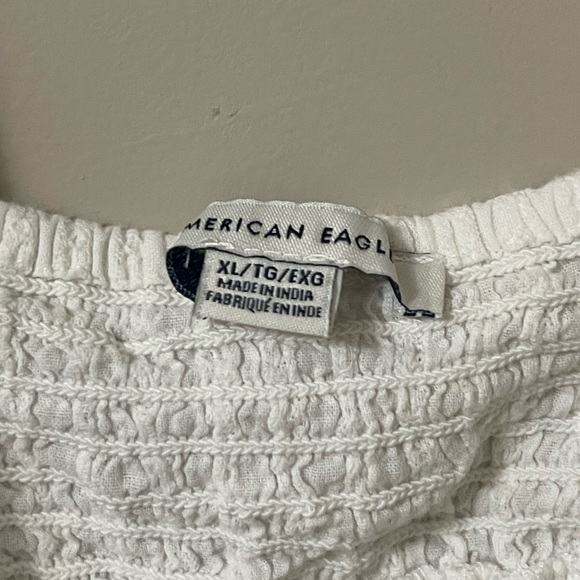 MERICAN EAGL
XL/TG/EXG
MADE IN INDIA
FABRIQUÉ EN INDE